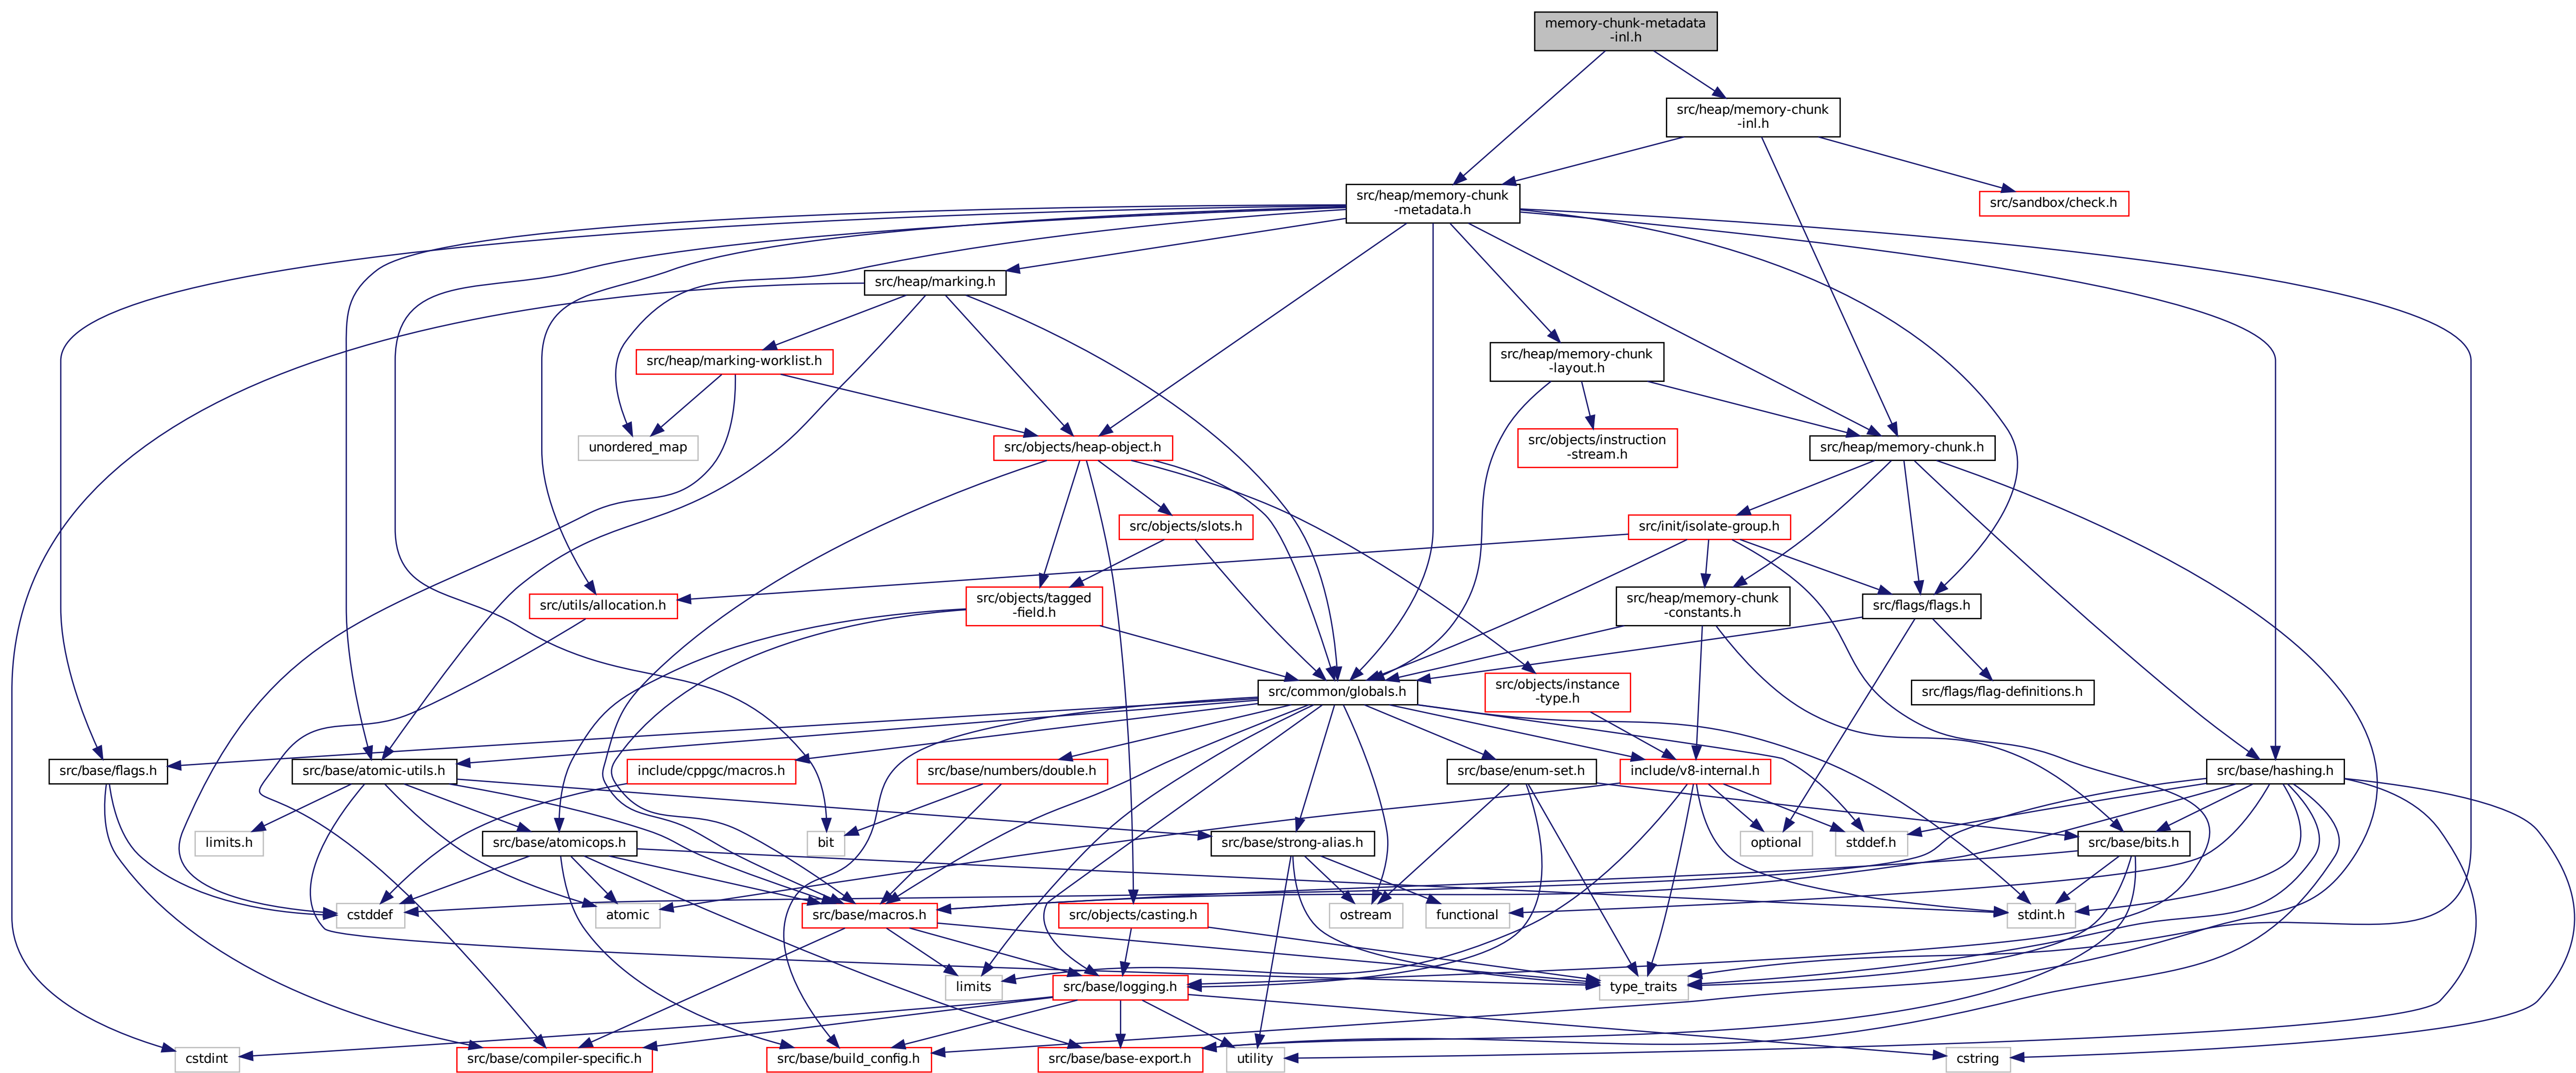 memory-chunk-metadata
-inl.h
src/heap/memory-chunk
-inl.h
src/heap/memory-chunk
-metadata.h
src/sandbox/check.h
src/heap/marking.h
src/heap/marking-worklist.h
src/heap/memory-chunk
-layout.h
unordered_map
src/objects/heap-object.h
src/objects/instruction
-stream.h
src/heap/memory-chunk.h
src/objects/slots.h
src/init/isolate-group.h
src/utils/allocation.h
src/objects/tagged
-field.h
src/heap/memory-chunk
-constants.h
src/flags/flags.h
src/common/globals.h
src/objects/instance
-type.h
src/flags/flag-definitions.h
src/base/flags.h
src/base/atomic-utils.h
include/cppgc/macros.h
src/base/numbers/double.h
src/base/enum-set.h
include/v8-internal.h
src/base/hashing.h
limits.h
src/base/atomicops.h
bit
src/base/strong-alias.h
optional
stddef.h
src/base/bits.h
cstddef
atomic
src/base/macros.h
src/objects/casting.h
ostream
functional
stdint.h
limits
src/base/logging.h
type_traits
cstdint
src/base/compiler-specific.h
src/base/build_config.h
src/base/base-export.h
utility
cstring